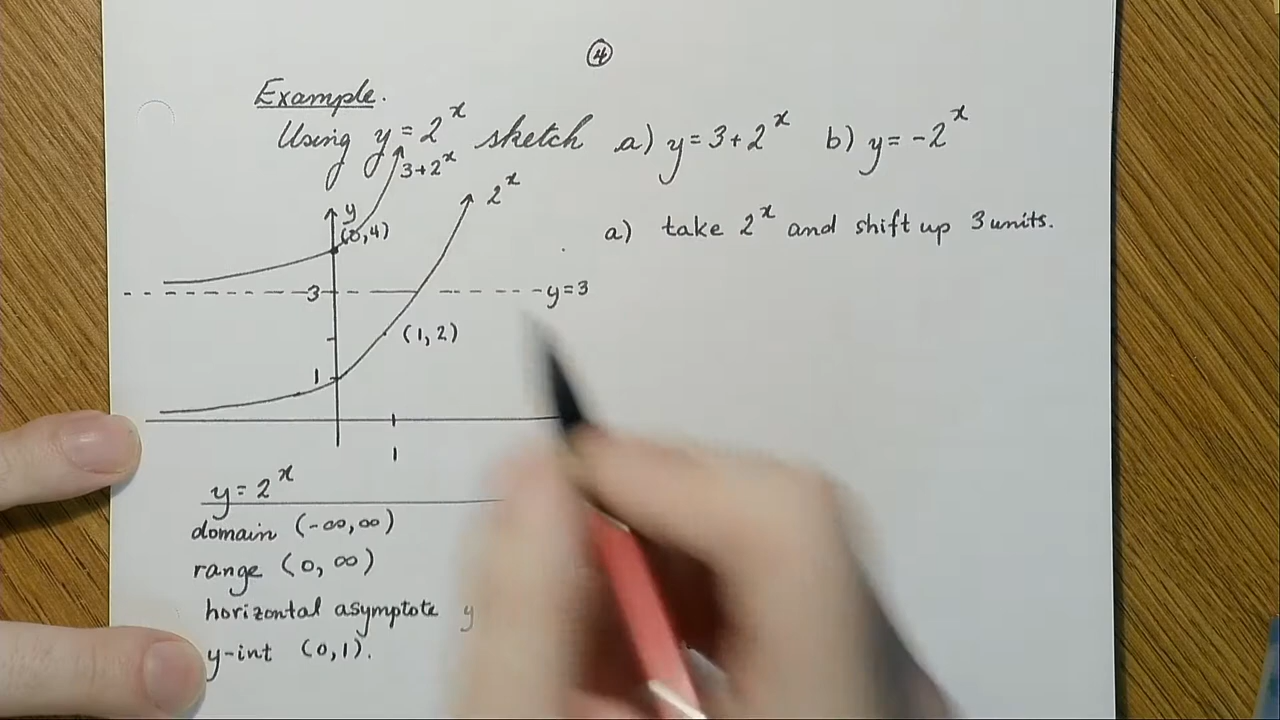 4
Example.
Using y = 2^x sketch a) y = 3 + 2^x b) y = -2^x
3+2^x
2^x
y
(0,4)
a) take 2^x and shift up 3 units.
3
y=3
(1,2)
1
1
y = 2^x
domain (-∞,∞)
range (0,∞)
horizontal asymptote y
y-int (0,1).